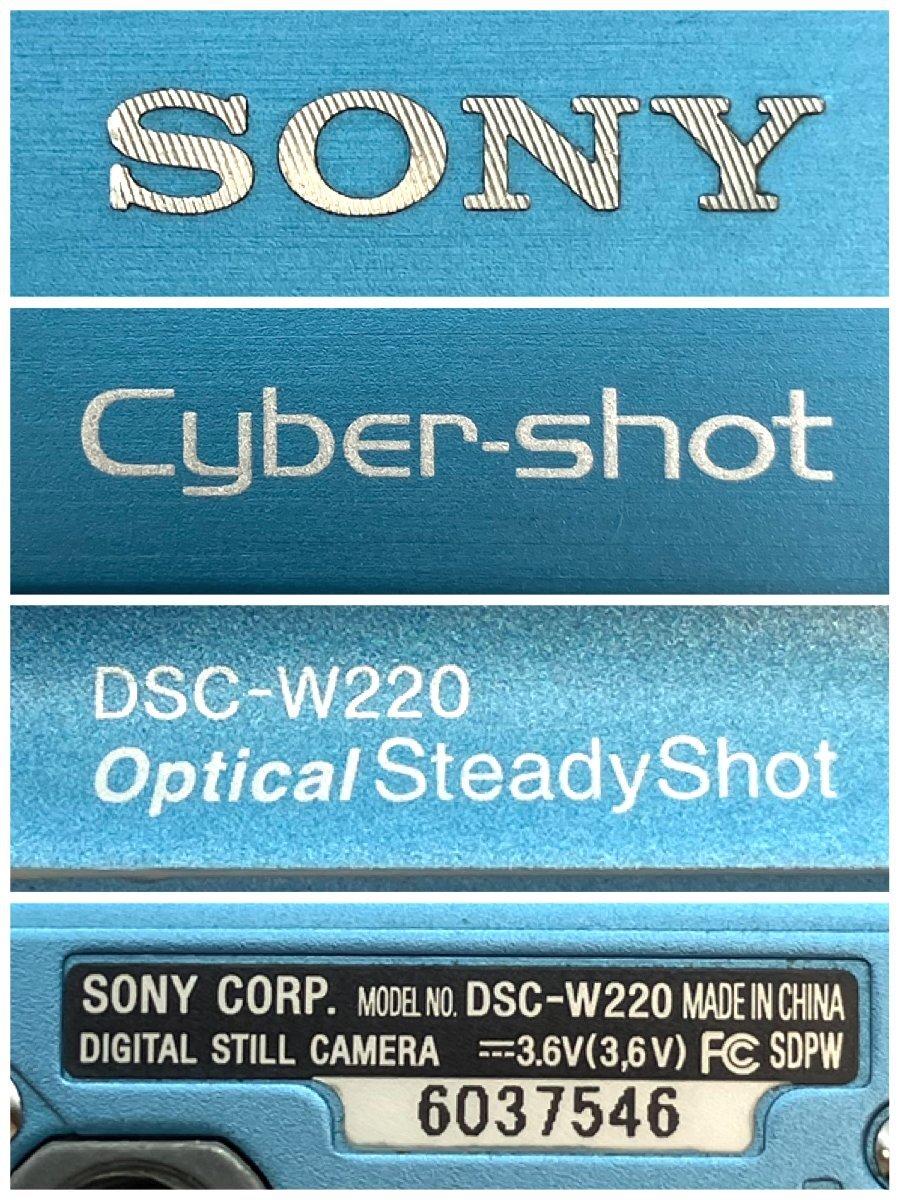 SONY
Cyber-shot
DSC-W220
Optical SteadyShot
SONY CORP. MODEL NO. DSC-W220 MADE IN CHINA
DIGITAL STILL CAMERA ⎓3.6V(3,6V) FC SDPW
6037546